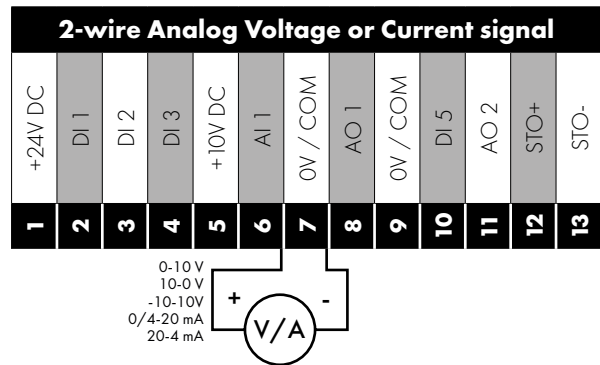 2-wire Analog Voltage or Current signal
+24V DC
DI 1
DI 2
DI 3
+10V DC
AI 1
0V / COM
AO 1
0V / COM
DI 5
AO 2
STO+
STO-
1
2
3
4
5
6
7
8
9
10
11
12
13
0-10 V
10-0 V
-10-10V
0/4-20 mA
20-4 mA
+
-
V/A